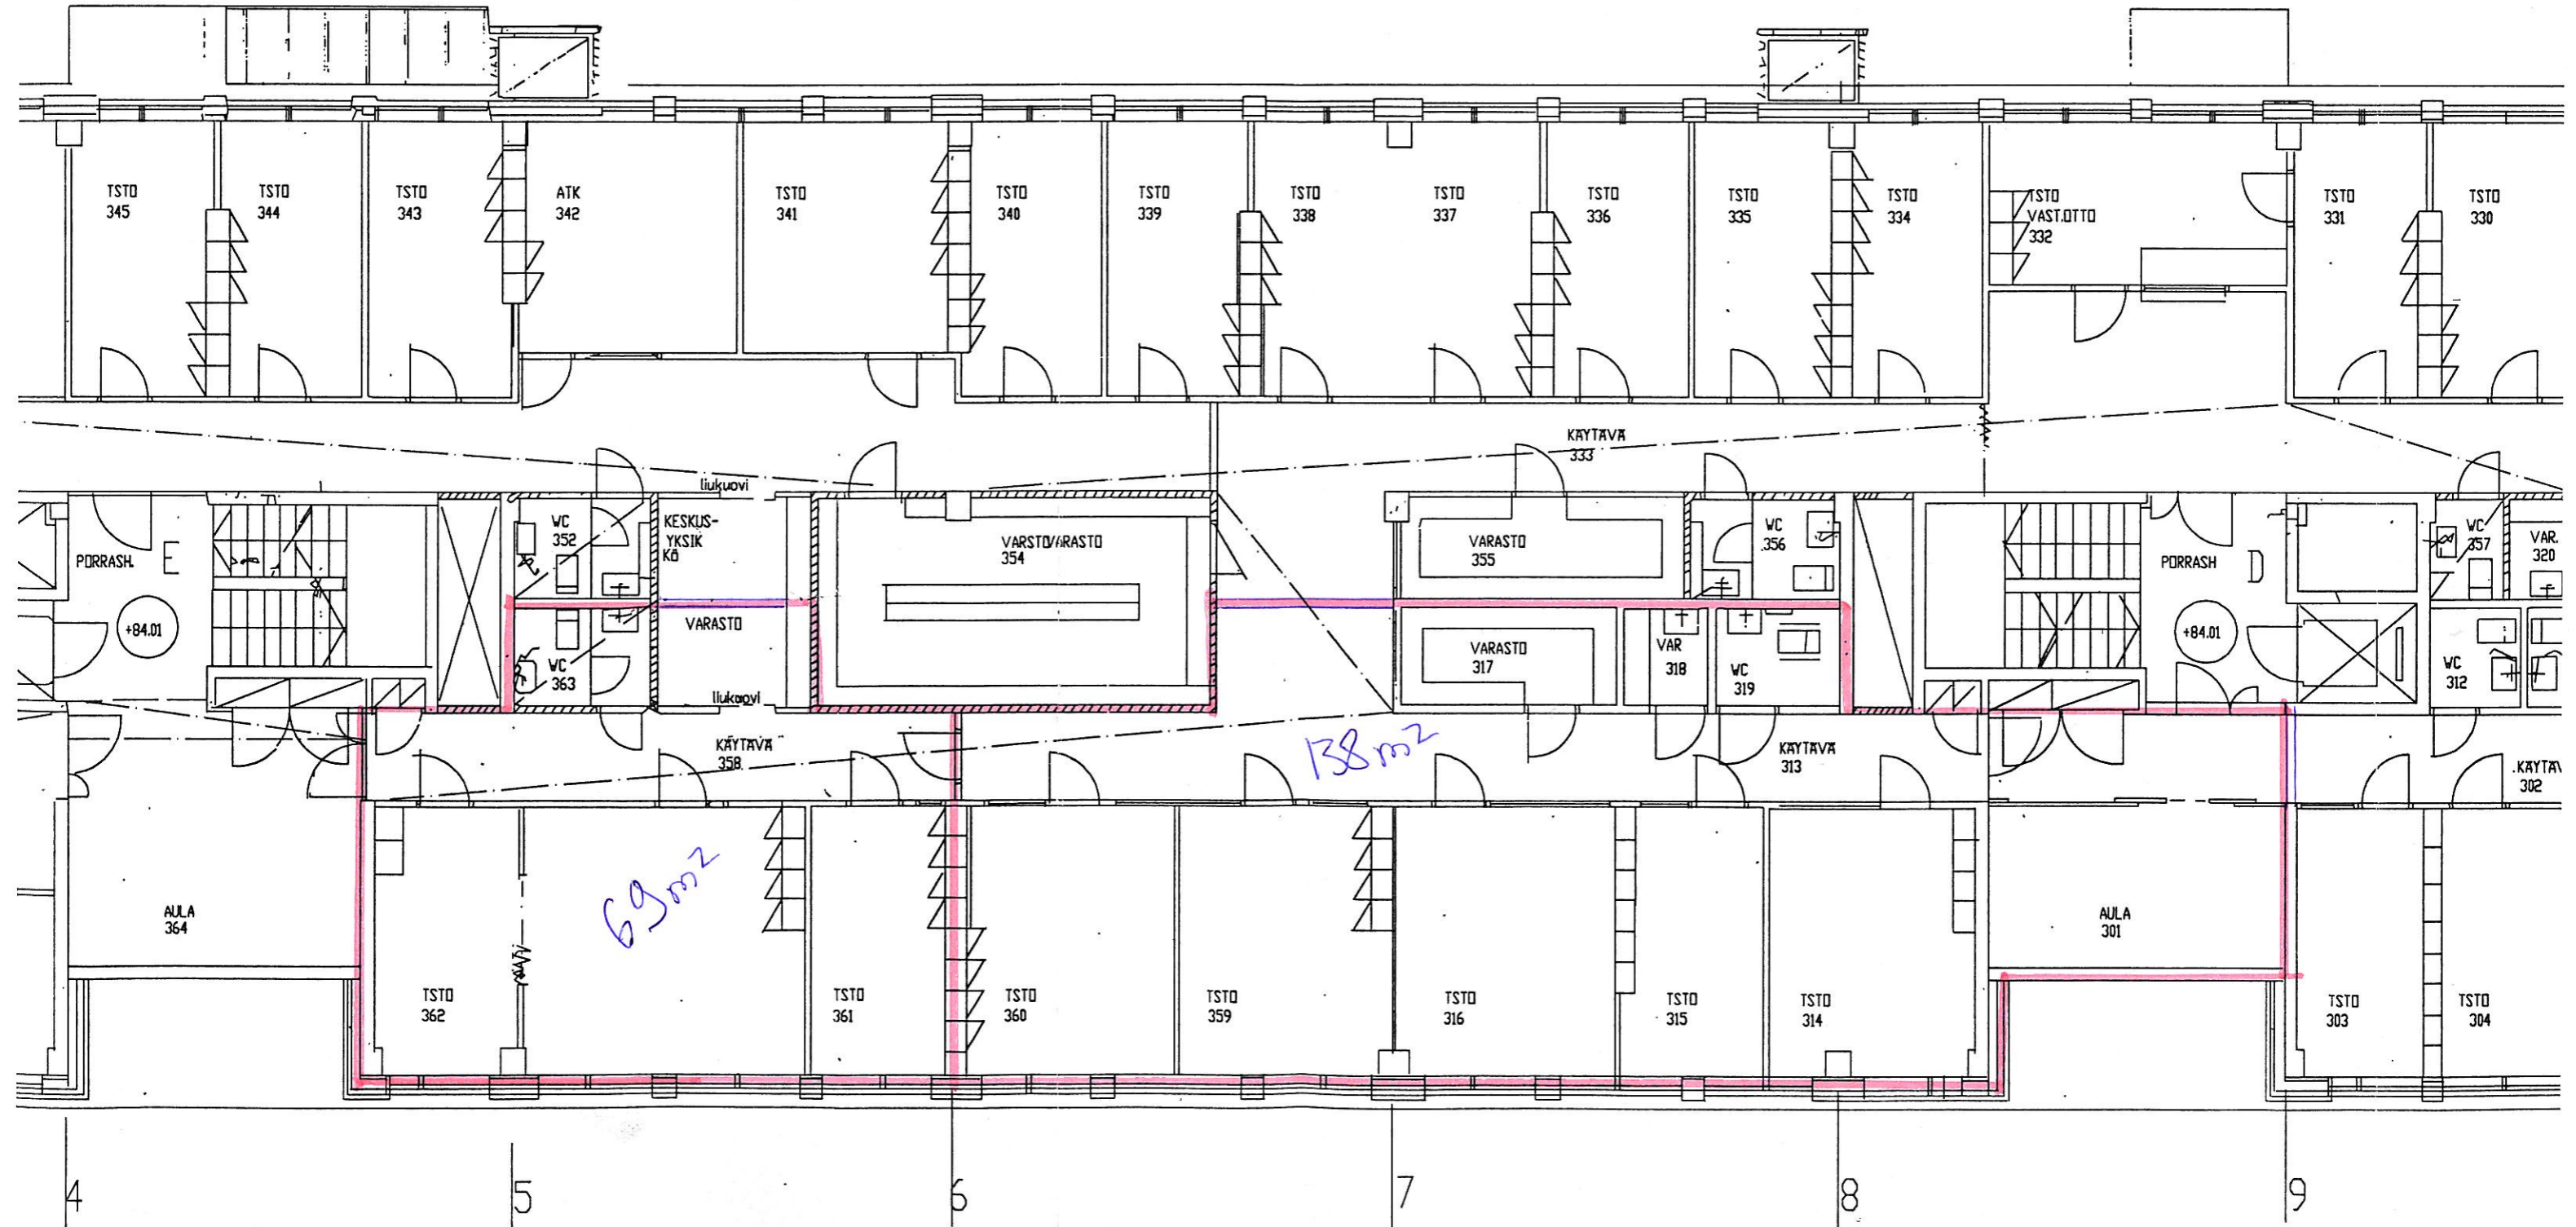 TSTO
345
TSTO
344
TSTO
343
ATK
342
TSTO
341
TSTO
340
TSTO
339
TSTO
338
TSTO
337
TSTO
336
TSTO
335
TSTO
334
TSTO
VAST.OTTO
332
TSTO
331
TSTO
330
KÄYTÄVÄ
333
liukuovi
PORRASH.
E
+84.01
WC
352
KESKUS-
YKSIK
KÖ
354
VARASTO
355
WC
356
PORRASH
D
+84.01
WC
357
VAR.
320
WC
363
VARASTO
liukuovi
VARASTO
317
VAR
318
WC
319
WC
312
KÄYTÄVÄ
358
138 m²
KÄYTÄVÄ
313
302
AULA
364
69 m²
AULA
301
TSTO
362
TSTO
361
TSTO
360
TSTO
359
TSTO
316
TSTO
315
TSTO
314
TSTO
303
TSTO
304
4
5
6
7
8
9